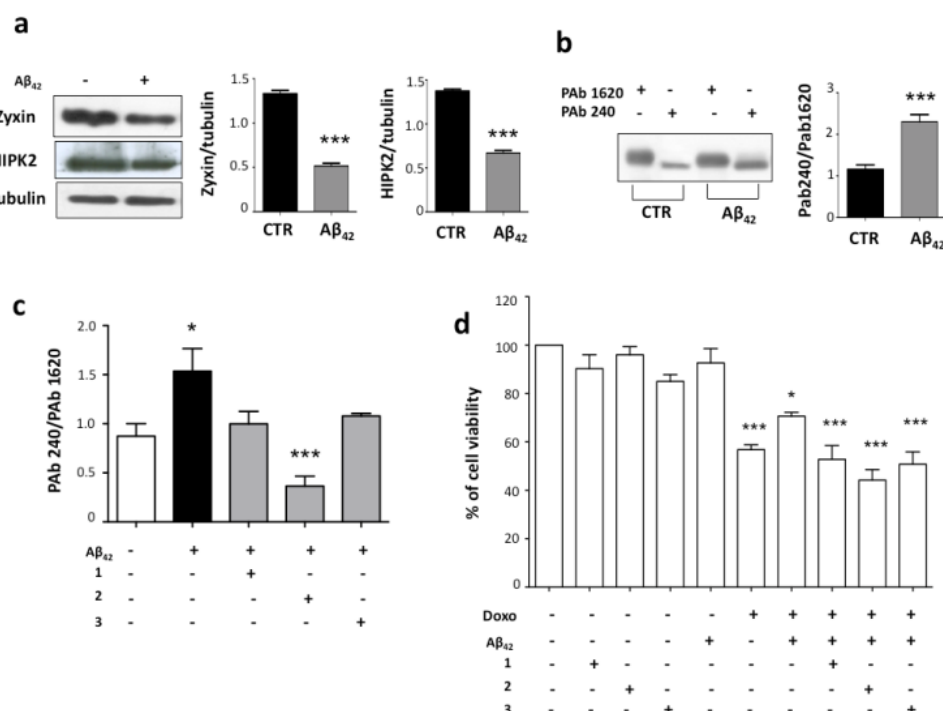 a
Aβ42 - +
Zyxin
HIPK2
Tubulin
Zyxin/tubulin
1.5
1.0
0.5
0
***
CTR Aβ42
HIPK2/tubulin
1.5
1.0
0.5
0
***
CTR Aβ42
b
PAb 1620 + - + -
PAb 240 - + - +
CTR Aβ42
Pab240/Pab1620
3
2
1
0
***
CTR Aβ42
c
PAb 240/PAb 1620
2.0
1.5
1.0
0.5
0
*
***
Aβ42 - + + + +
1 - - + - -
2 - - - + -
3 - - - - +
d
% of cell viability
120
100
80
60
40
20
0
***
*
***
***
***
Doxo - - - - - + + + + +
Aβ42 - - - - + - + + + +
1 - + - - - - - + - -
2 - - + - - - - - + -
3 - - - + - - - - - +